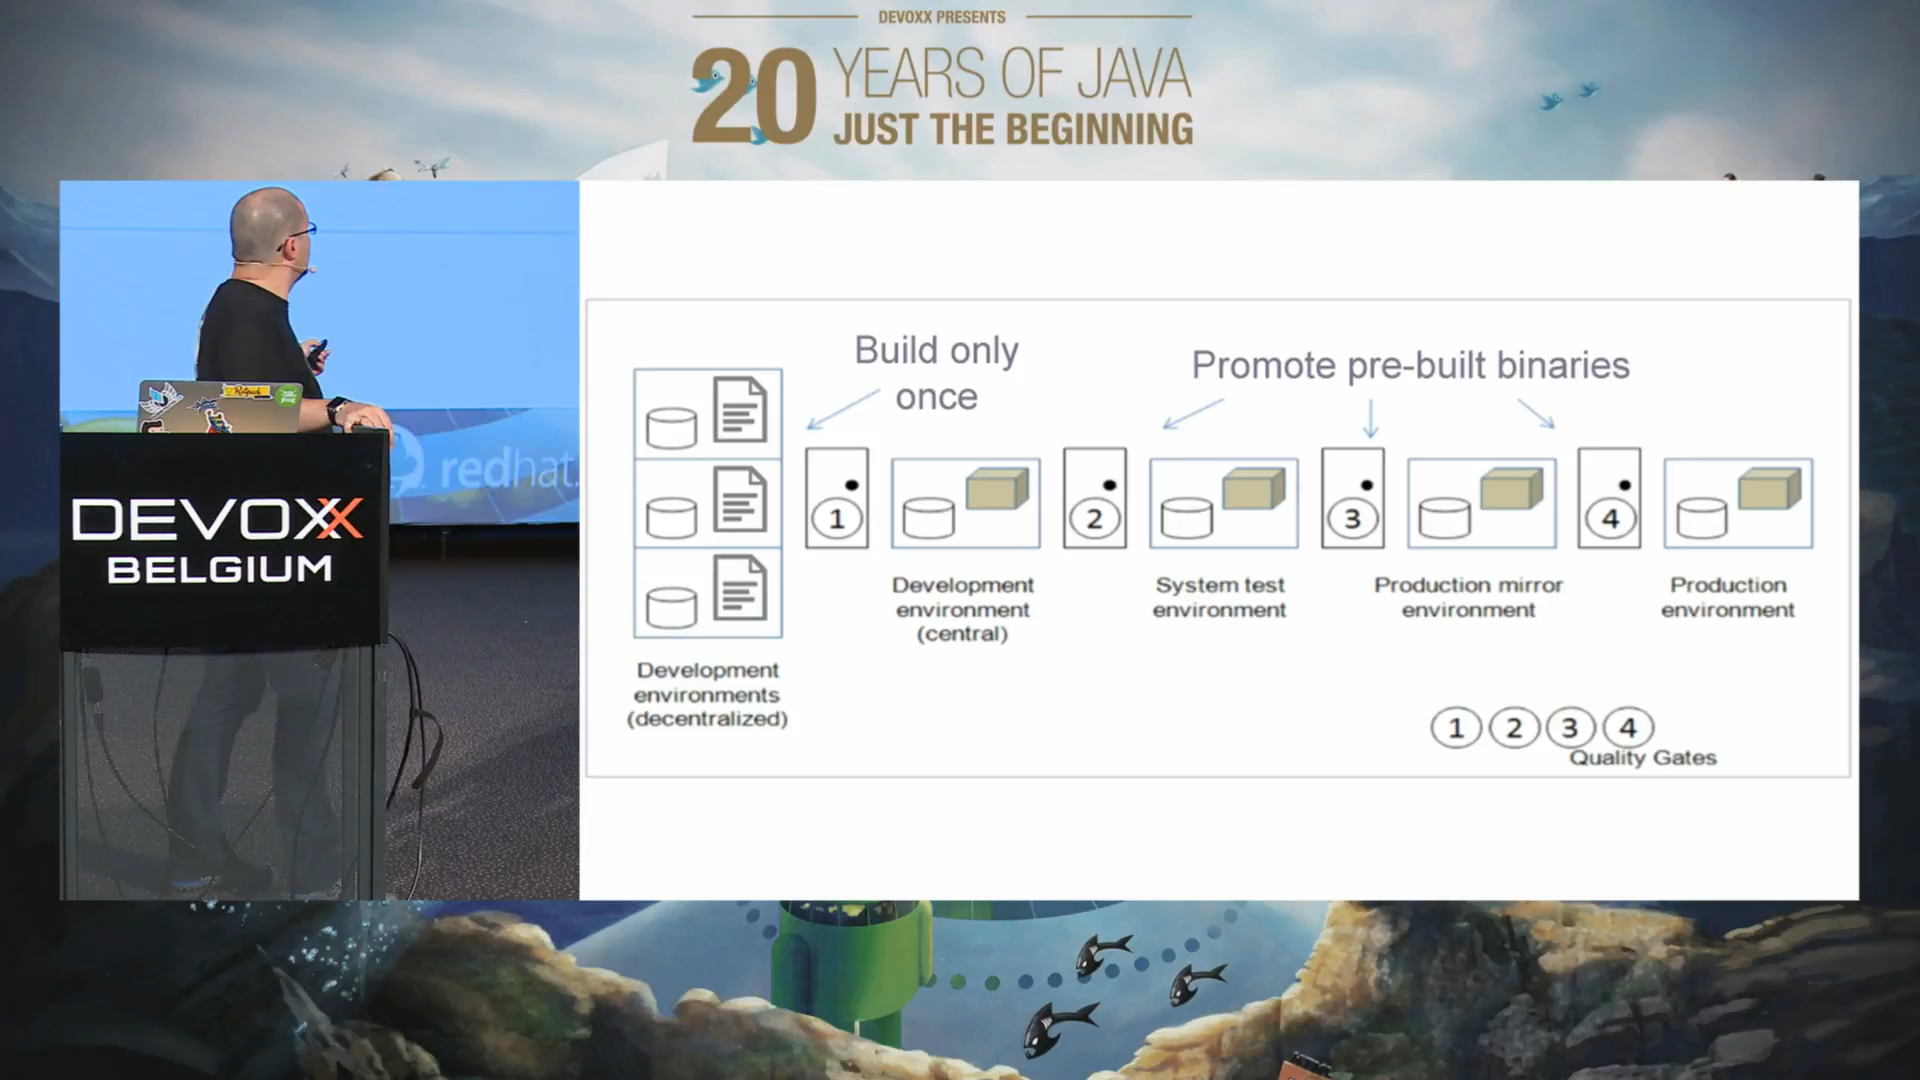 DEVOXX PRESENTS
20 YEARS OF JAVA
JUST THE BEGINNING
redhat.
DEVOXX
BELGIUM
Build only
once
Promote pre-built binaries
1
2
3
4
Development
environment
(central)
System test
environment
Production mirror
environment
Production
environment
Development
environments
(decentralized)
1 2 3 4
Quality Gates